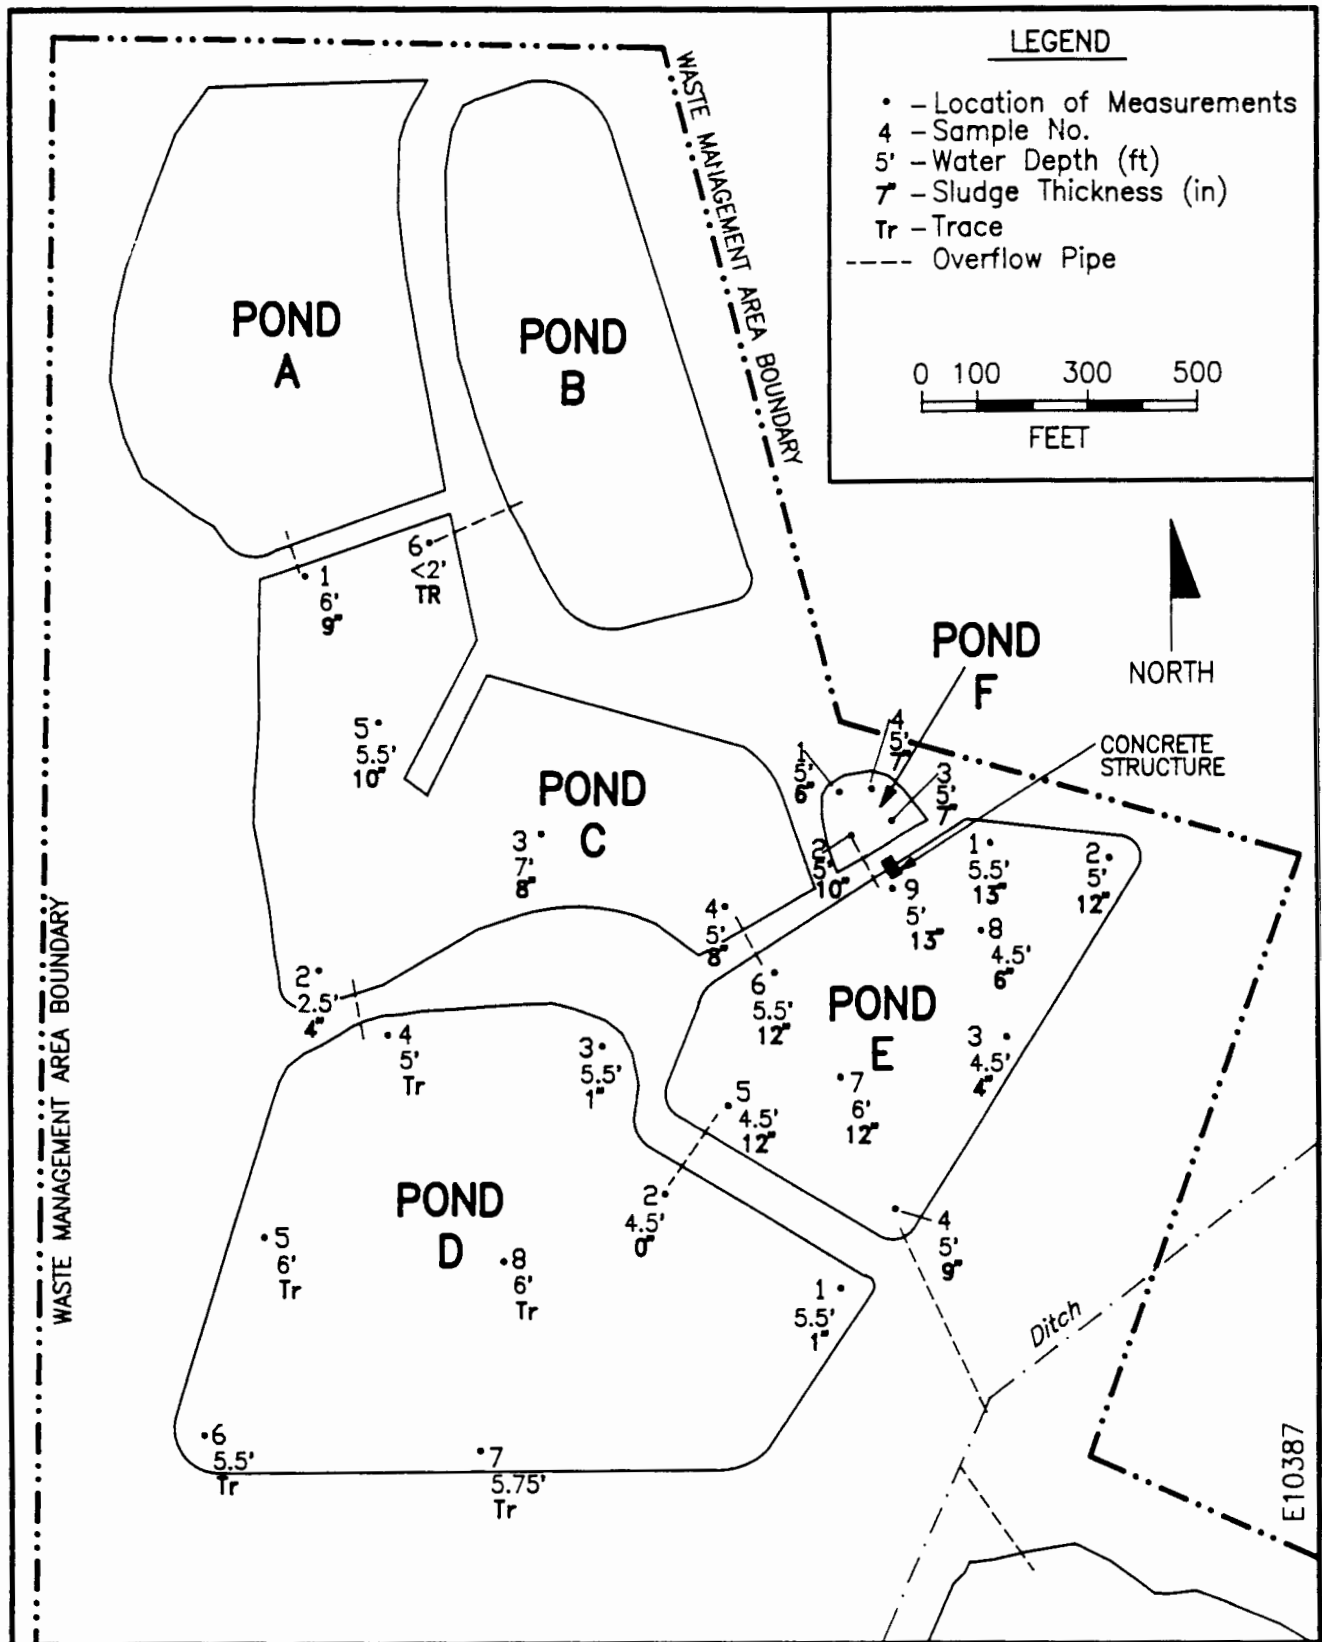 LEGEND
• – Location of Measurements
4 – Sample No.
5' – Water Depth (ft)
7" – Sludge Thickness (in)
Tr – Trace
---- Overflow Pipe
0 100 300 500
FEET
WASTE MANAGEMENT AREA BOUNDARY
POND
A
POND
B
6
<2'
TR
1
6'
9"
NORTH
POND
F
CONCRETE
STRUCTURE
5
5.5'
10"
POND
C
3
7'
8"
4
5'
8"
2
2.5'
4"
1
5'
6"
4
5'
7"
3
5'
7"
2
5'
10"
1
5.5'
13"
2
5'
12"
9
5'
13"
8
4.5'
6"
6
5.5'
12"
POND
E
3
4.5'
4"
7
6'
12"
5
4.5'
12"
4
5'
9"
WASTE MANAGEMENT AREA BOUNDARY
4
5'
Tr
3
5.5'
1"
POND
D
2
4.5'
0"
5
6'
Tr
8
6'
Tr
1
5.5'
1"
6
5.5'
Tr
7
5.75'
Tr
Ditch
E10387